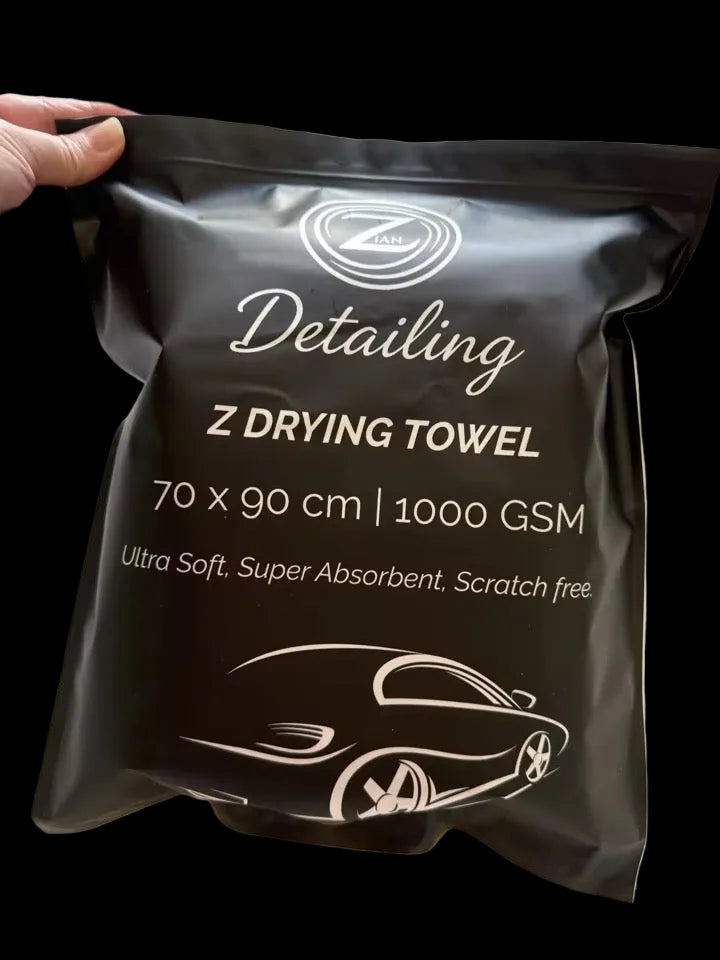 ZIAN
Detailing
Z DRYING TOWEL
70 x 90 cm | 1000 GSM
Ultra Soft, Super Absorbent, Scratch free.